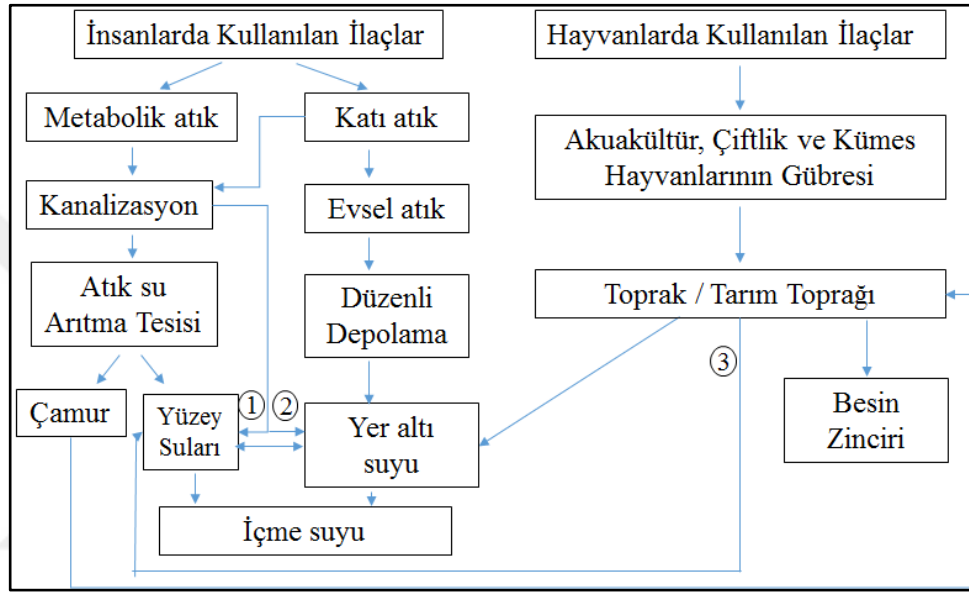 İnsanlarda Kullanılan İlaçlar
Hayvanlarda Kullanılan İlaçlar
Metabolik atık
Katı atık
Akuakültür, Çiftlik ve Kümes
Hayvanlarının Gübresi
Kanalizasyon
Evsel atık
Atık su
Arıtma Tesisi
Düzenli
Depolama
Toprak / Tarım Toprağı
Çamur
Yüzey
Suları
①
②
③
Yer altı
suyu
Besin
Zinciri
İçme suyu